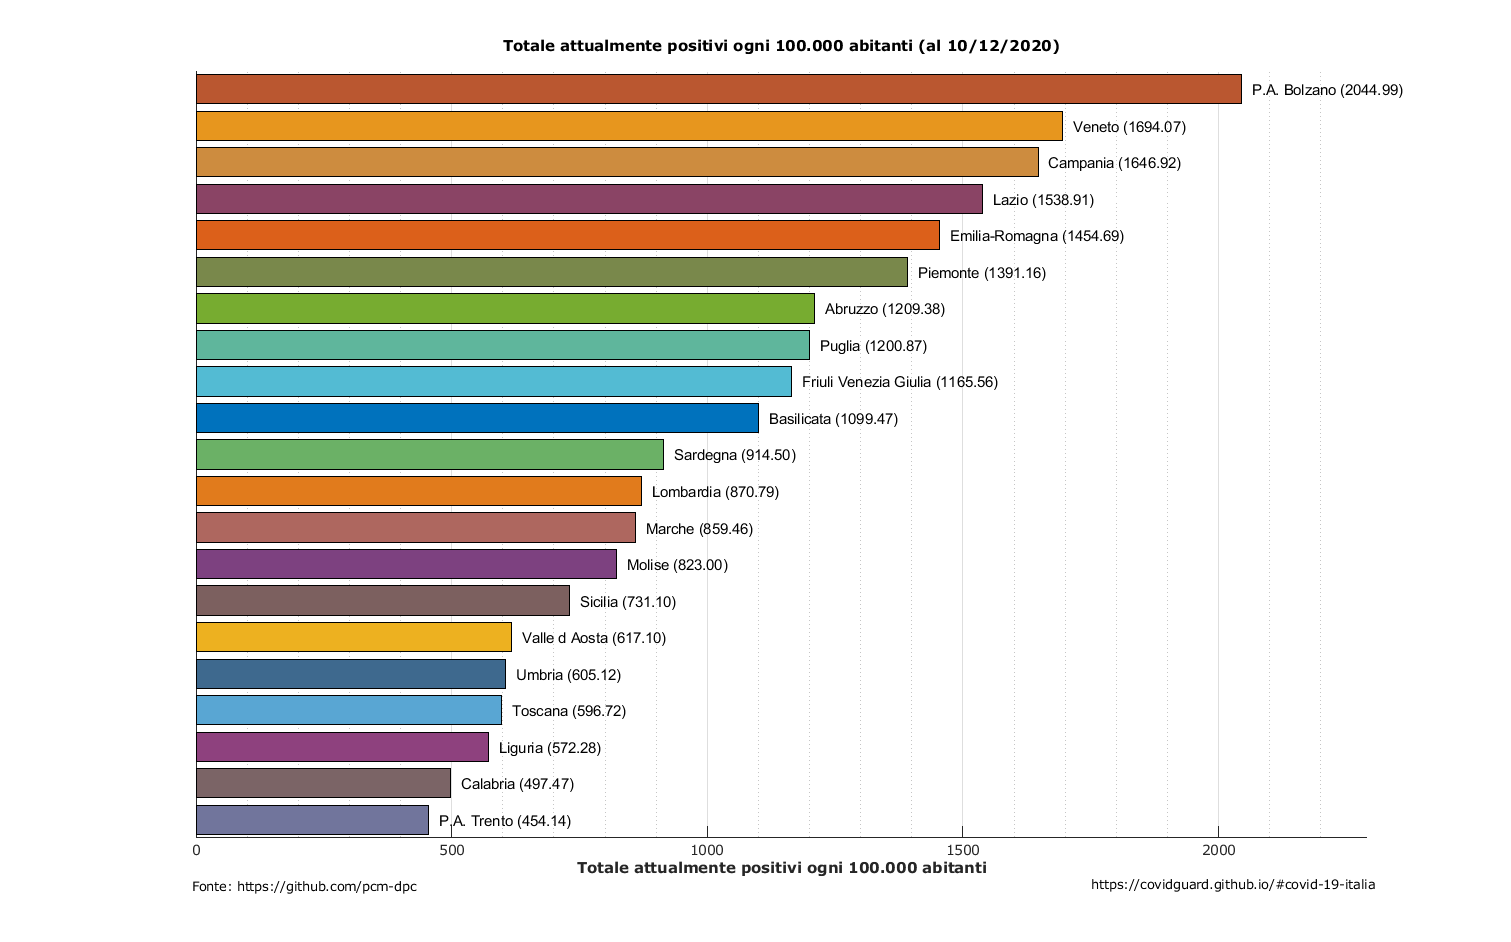 Totale attualmente positivi ogni 100.000 abitanti (al 10/12/2020)
P.A. Bolzano (2044.99)
Veneto (1694.07)
Campania (1646.92)
Lazio (1538.91)
Emilia-Romagna (1454.69)
Piemonte (1391.16)
Abruzzo (1209.38)
Puglia (1200.87)
Friuli Venezia Giulia (1165.56)
Basilicata (1099.47)
Sardegna (914.50)
Lombardia (870.79)
Marche (859.46)
Molise (823.00)
Sicilia (731.10)
Valle d Aosta (617.10)
Umbria (605.12)
Toscana (596.72)
Liguria (572.28)
Calabria (497.47)
P.A. Trento (454.14)
0 500 1000 1500 2000
Totale attualmente positivi ogni 100.000 abitanti
Fonte: https://github.com/pcm-dpc
https://covidguard.github.io/#covid-19-italia